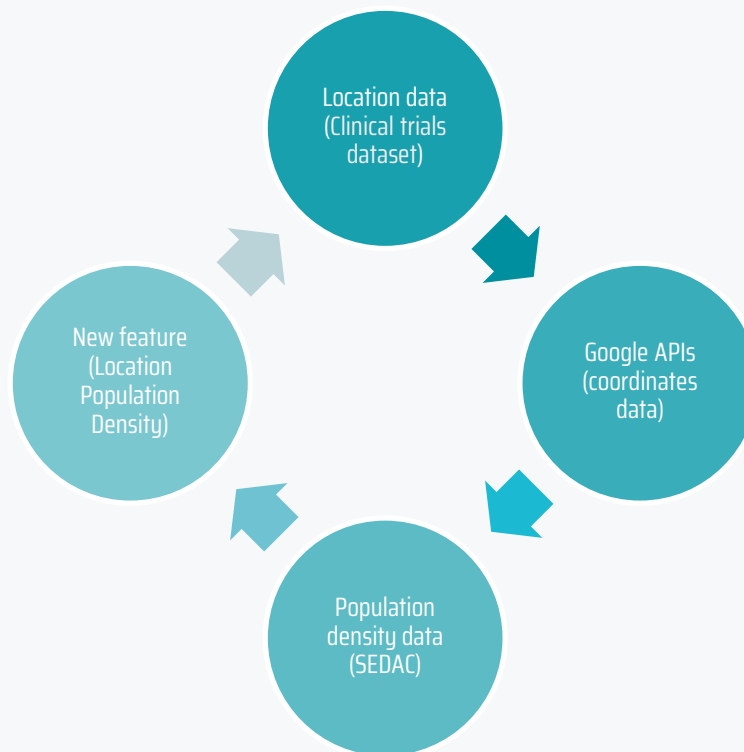 Location data
(Clinical trials
dataset)
Google APIs
(coordinates
data)
Population
density data
(SEDAC)
New feature
(Location
Population
Density)